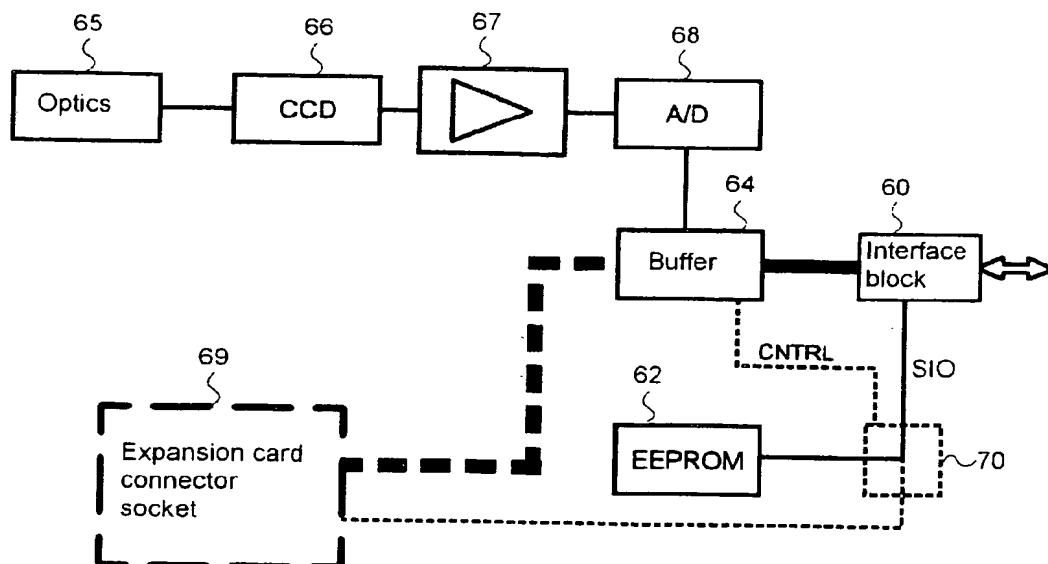 65
66
67
68
Optics
CCD
A/D
64
60
Buffer
Interface
block
CNTRL
SIO
69
62
Expansion card
connector
socket
EEPROM
70